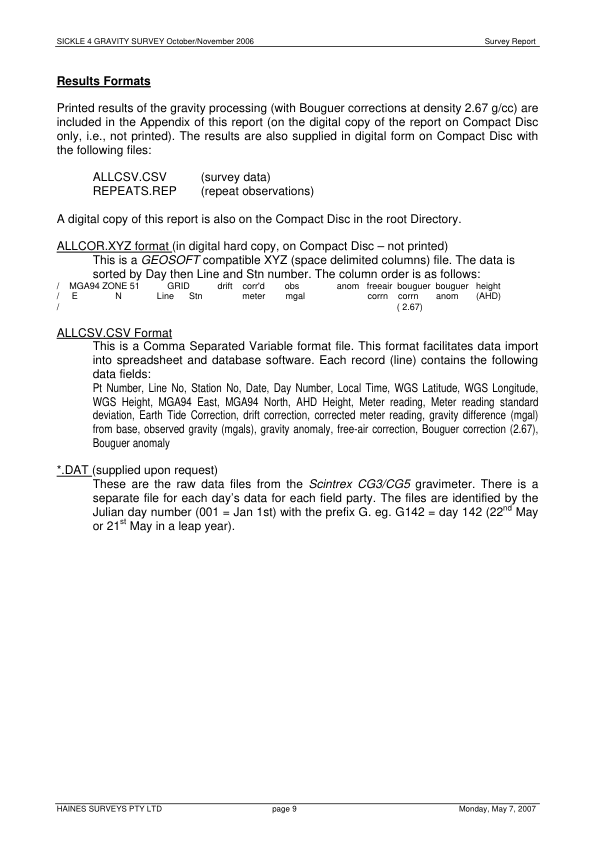 SICKLE 4 GRAVITY SURVEY October/November 2006 Survey Report
Results Formats
Printed results of the gravity processing (with Bouguer corrections at density 2.67 g/cc) are
included in the Appendix of this report (on the digital copy of the report on Compact Disc
only, i.e., not printed). The results are also supplied in digital form on Compact Disc with
the following files:
ALLCSV.CSV (survey data)
REPEATS.REP (repeat observations)
A digital copy of this report is also on the Compact Disc in the root Directory.
ALLCOR.XYZ format (in digital hard copy, on Compact Disc – not printed)
This is a GEOSOFT compatible XYZ (space delimited columns) file. The data is
sorted by Day then Line and Stn number. The column order is as follows:
/ MGA94 ZONE 51 GRID drift corr'd obs anom freeair bouguer bouguer height
/ E N Line Stn meter mgal corrn corrn anom (AHD)
/ ( 2.67)
ALLCSV.CSV Format
This is a Comma Separated Variable format file. This format facilitates data import
into spreadsheet and database software. Each record (line) contains the following
data fields:
Pt Number, Line No, Station No, Date, Day Number, Local Time, WGS Latitude, WGS Longitude,
WGS Height, MGA94 East, MGA94 North, AHD Height, Meter reading, Meter reading standard
deviation, Earth Tide Correction, drift correction, corrected meter reading, gravity difference (mgal)
from base, observed gravity (mgals), gravity anomaly, free-air correction, Bouguer correction (2.67),
Bouguer anomaly
*.DAT (supplied upon request)
These are the raw data files from the Scintrex CG3/CG5 gravimeter. There is a
separate file for each day's data for each field party. The files are identified by the
Julian day number (001 = Jan 1st) with the prefix G. eg. G142 = day 142 (22nd May
or 21st May in a leap year).
HAINES SURVEYS PTY LTD page 9 Monday, May 7, 2007